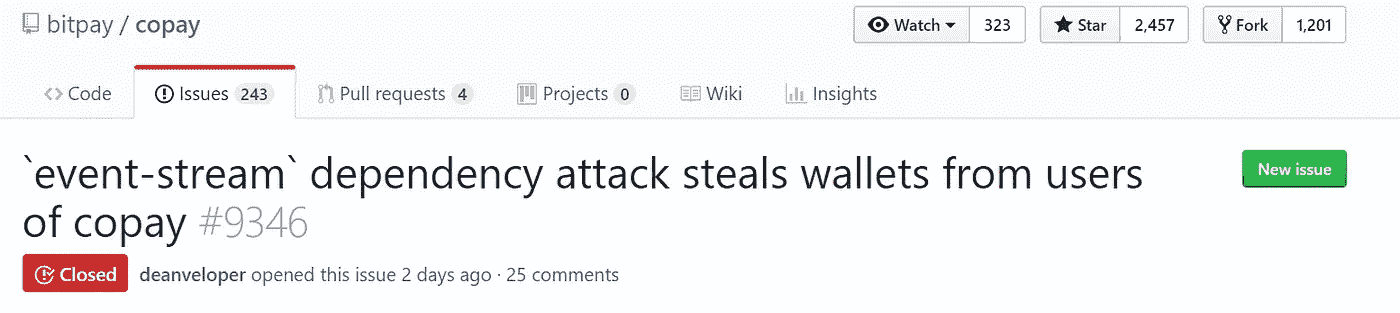 bitpay / copay Watch 323 Star 2,457 Fork 1,201
Code Issues 243 Pull requests 4 Projects 0 Wiki Insights
`event-stream` dependency attack steals wallets from users New issue
of copay #9346
Closed deanveloper opened this issue 2 days ago · 25 comments